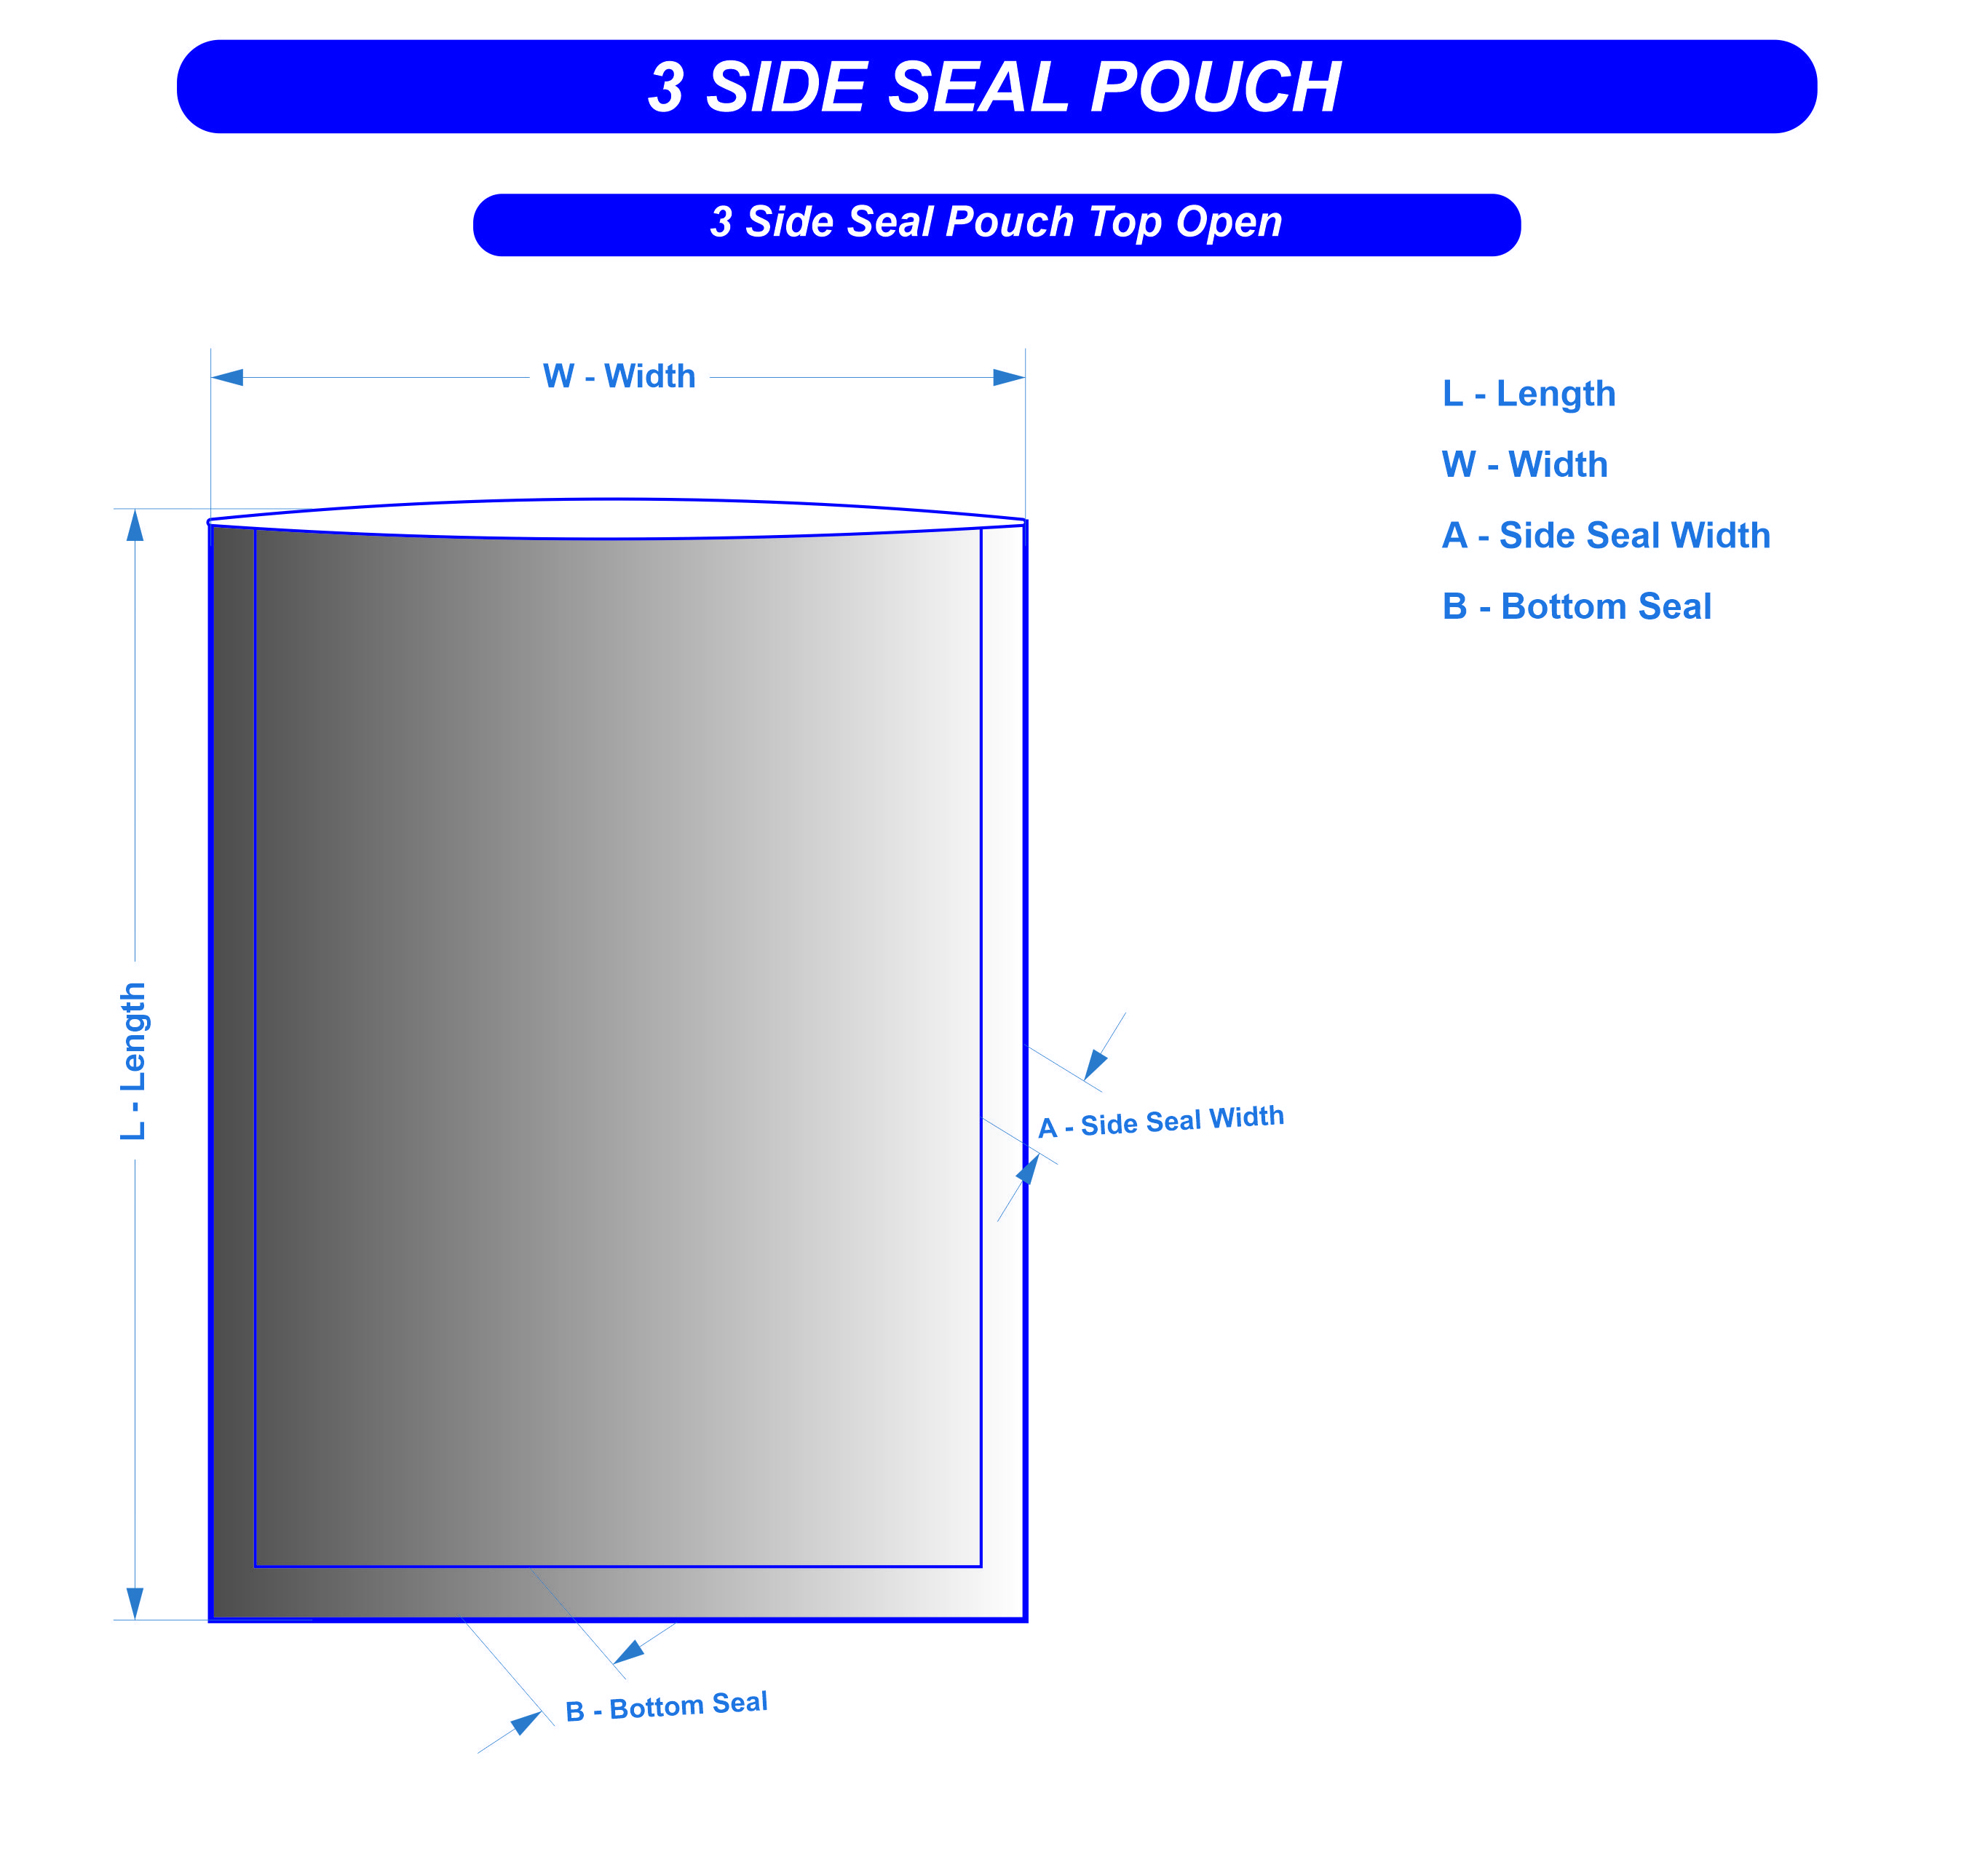 3 SIDE SEAL POUCH
3 Side Seal Pouch Top Open
W - Width
L - Length
W - Width
A - Side Seal Width
B - Bottom Seal
L - Length
A - Side Seal Width
B - Bottom Seal